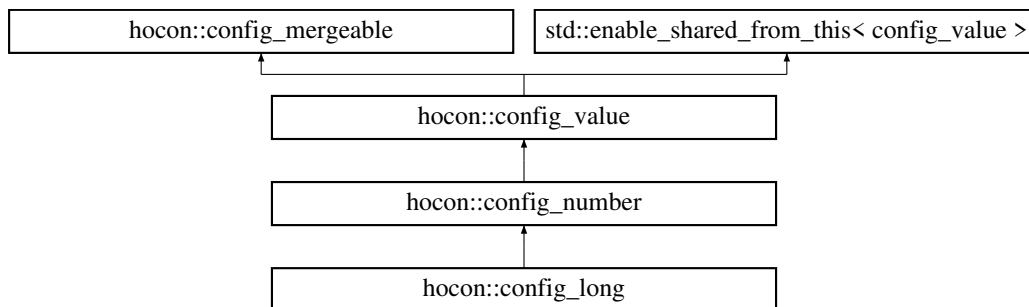 hocon::config_mergeable
std::enable_shared_from_this< config_value >
hocon::config_value
hocon::config_number
hocon::config_long